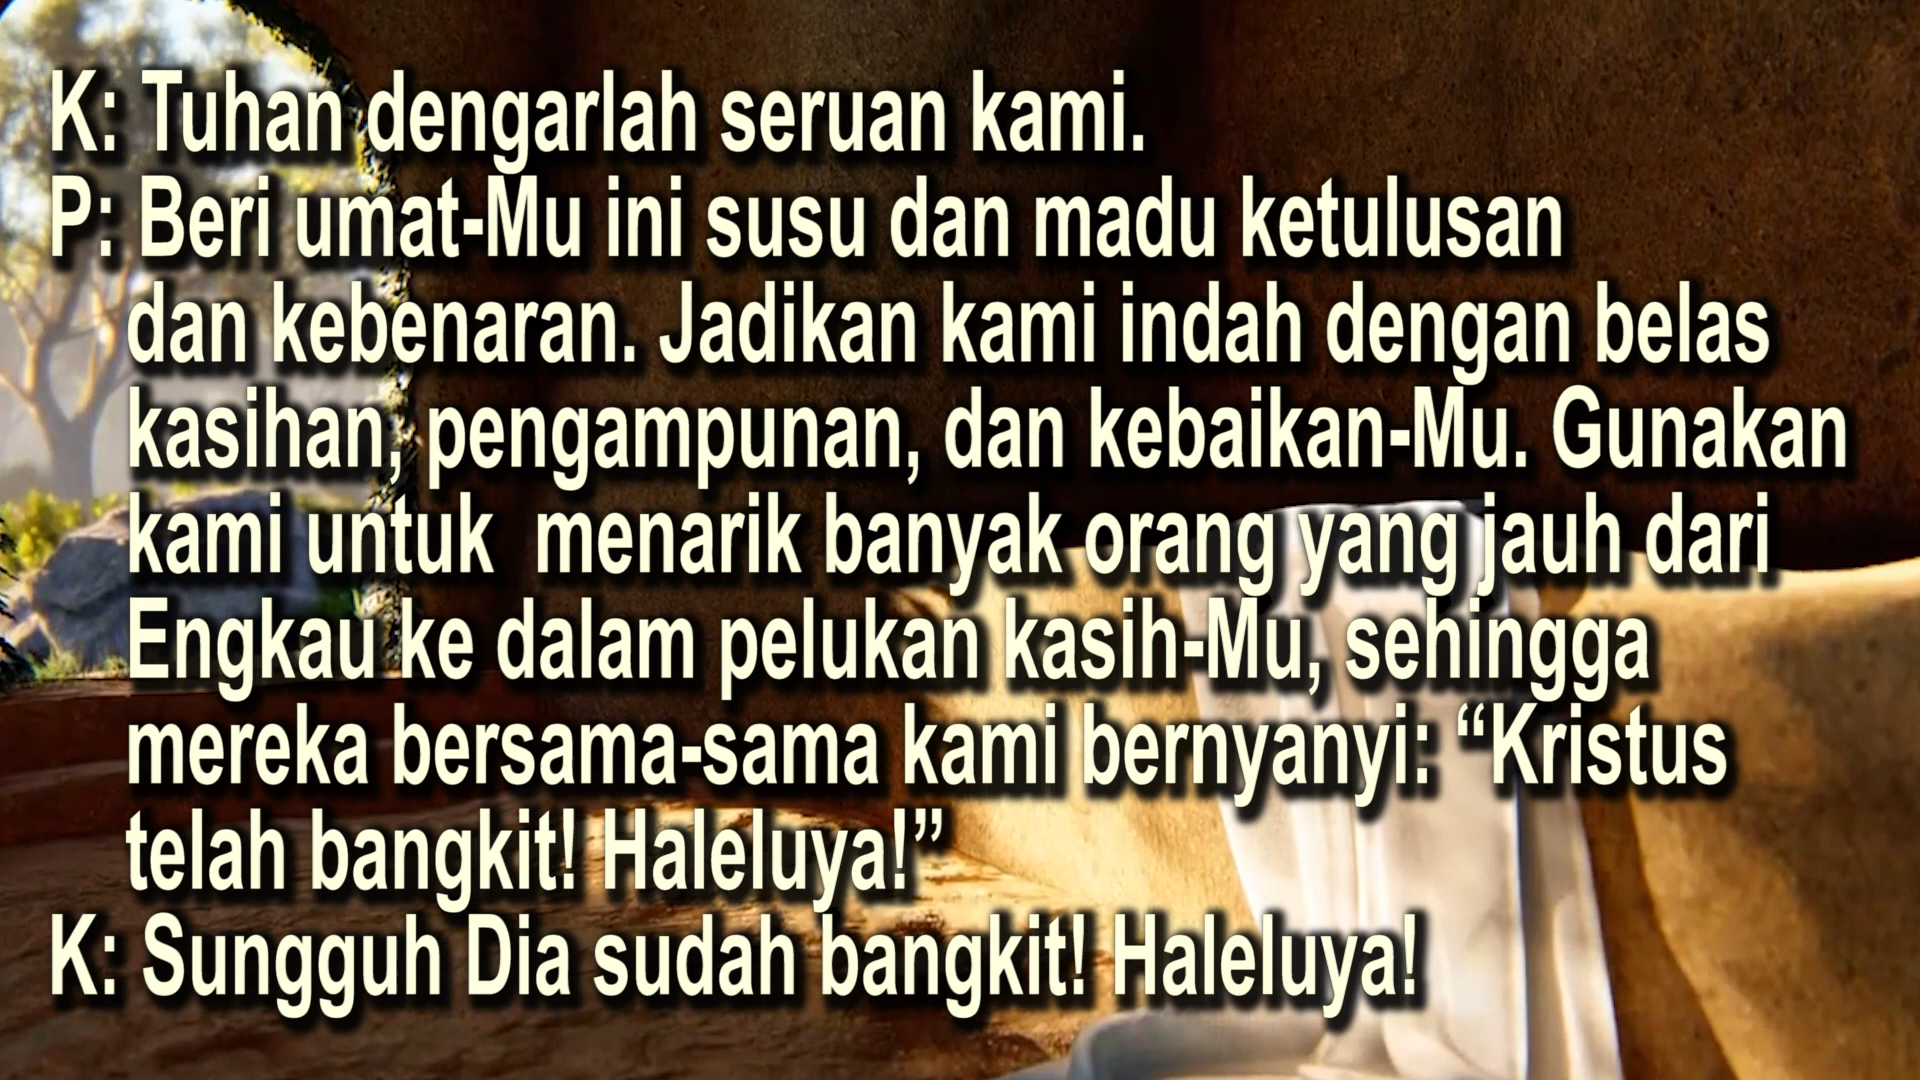 K: Tuhan dengarlah seruan kami.
P: Beri umat-Mu ini susu dan madu ketulusan
dan kebenaran. Jadikan kami indah dengan belas
kasihan, pengampunan, dan kebaikan-Mu. Gunakan
kami untuk  menarik banyak orang yang jauh dari
Engkau ke dalam pelukan kasih-Mu, sehingga
mereka bersama-sama kami bernyanyi: “Kristus
telah bangkit! Haleluya!”
K: Sungguh Dia sudah bangkit! Haleluya!